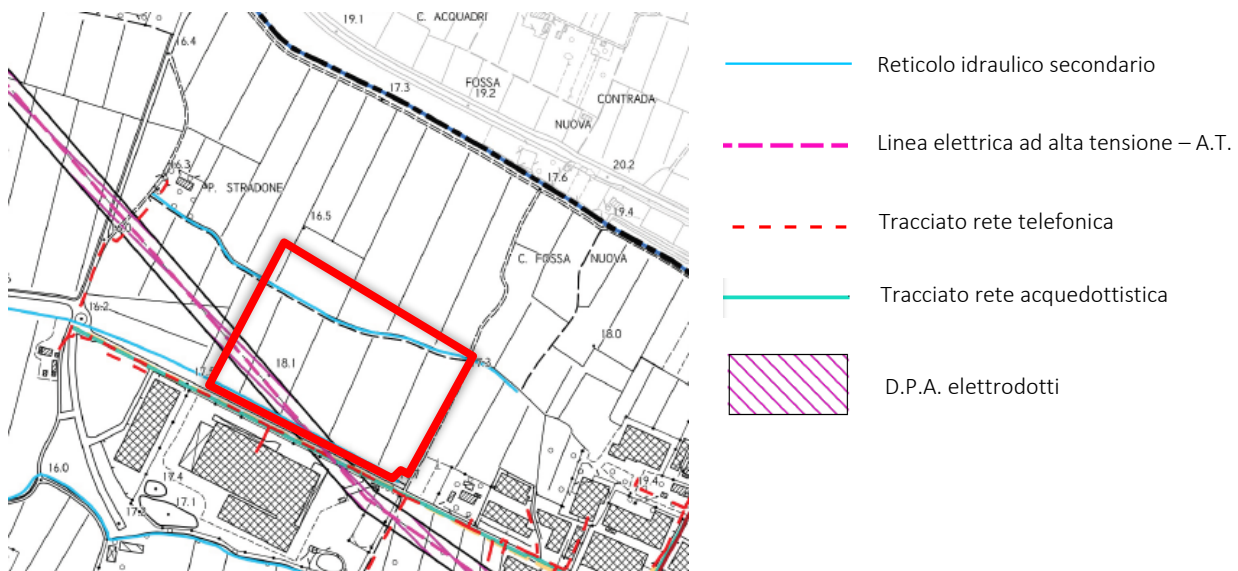 19.1
C. ACQUADRI
16.4
17.3
FOSSA
19.2
CONTRADA
NUOVA
20.2
17.6
16.3
P. STRADONE
19.4
16.5
C. FOSSA NUOVA
16.2
18.0
17.3
18.1
17.4
17.1
17.2
16.0
19.4
Reticolo idraulico secondario
Linea elettrica ad alta tensione – A.T.
Tracciato rete telefonica
Tracciato rete acquedottistica
D.P.A. elettrodotti